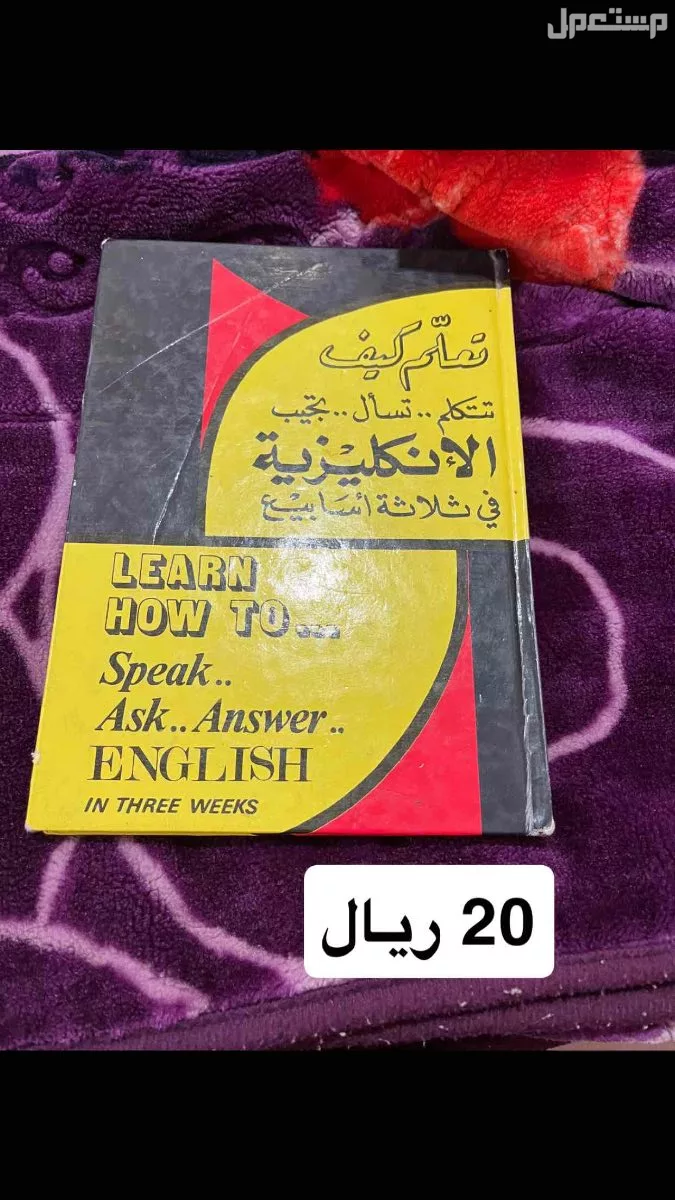 مستعمل
تعلّم كيف
تتكلم .. تسأل .. تجيب
الإنكليزية
في ثلاثة أسابيع
LEARN
HOW TO...
Speak..
Ask.. Answer..
ENGLISH
IN THREE WEEKS
20 ريال